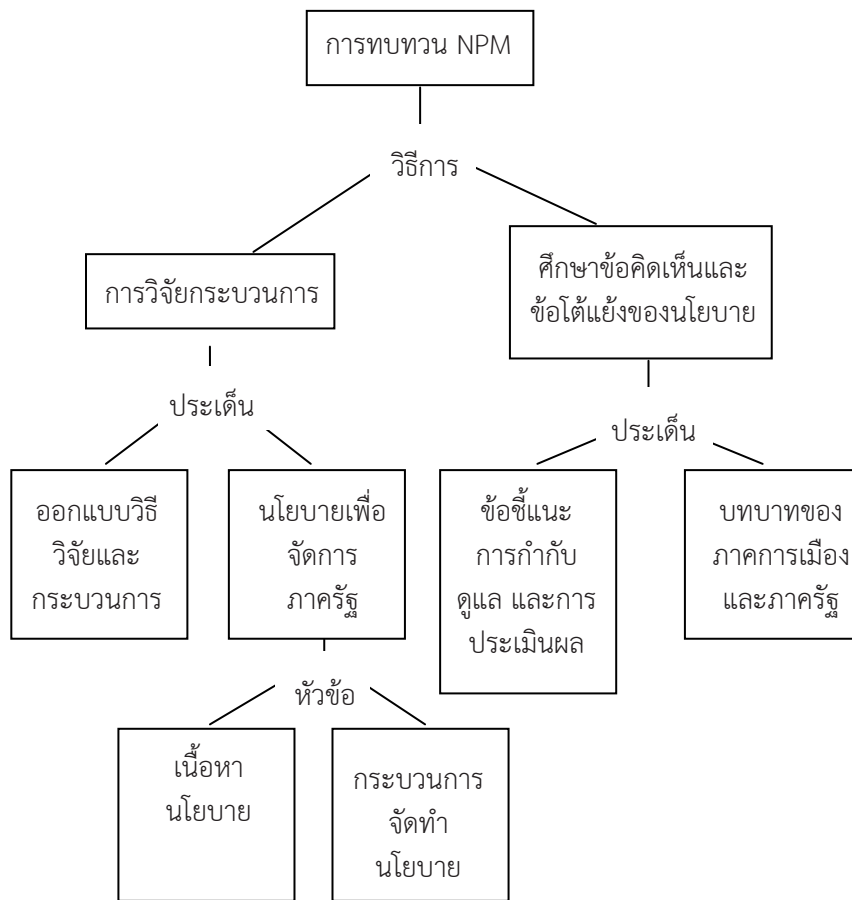 การทบทวน NPM
วิธีการ
การวิจัยกระบวนการ
ศึกษาข้อคิดเห็นและ
ข้อโต้แย้งของนโยบาย
ประเด็น
ประเด็น
ออกแบบวิธี
วิจัยและ
กระบวนการ
นโยบายเพื่อ
จัดการ
ภาครัฐ
ข้อชี้แนะ
การกำกับ
ดูแล และการ
ประเมินผล
บทบาทของ
ภาคการเมือง
และภาครัฐ
หัวข้อ
เนื้อหา
นโยบาย
กระบวนการ
จัดทำ
นโยบาย